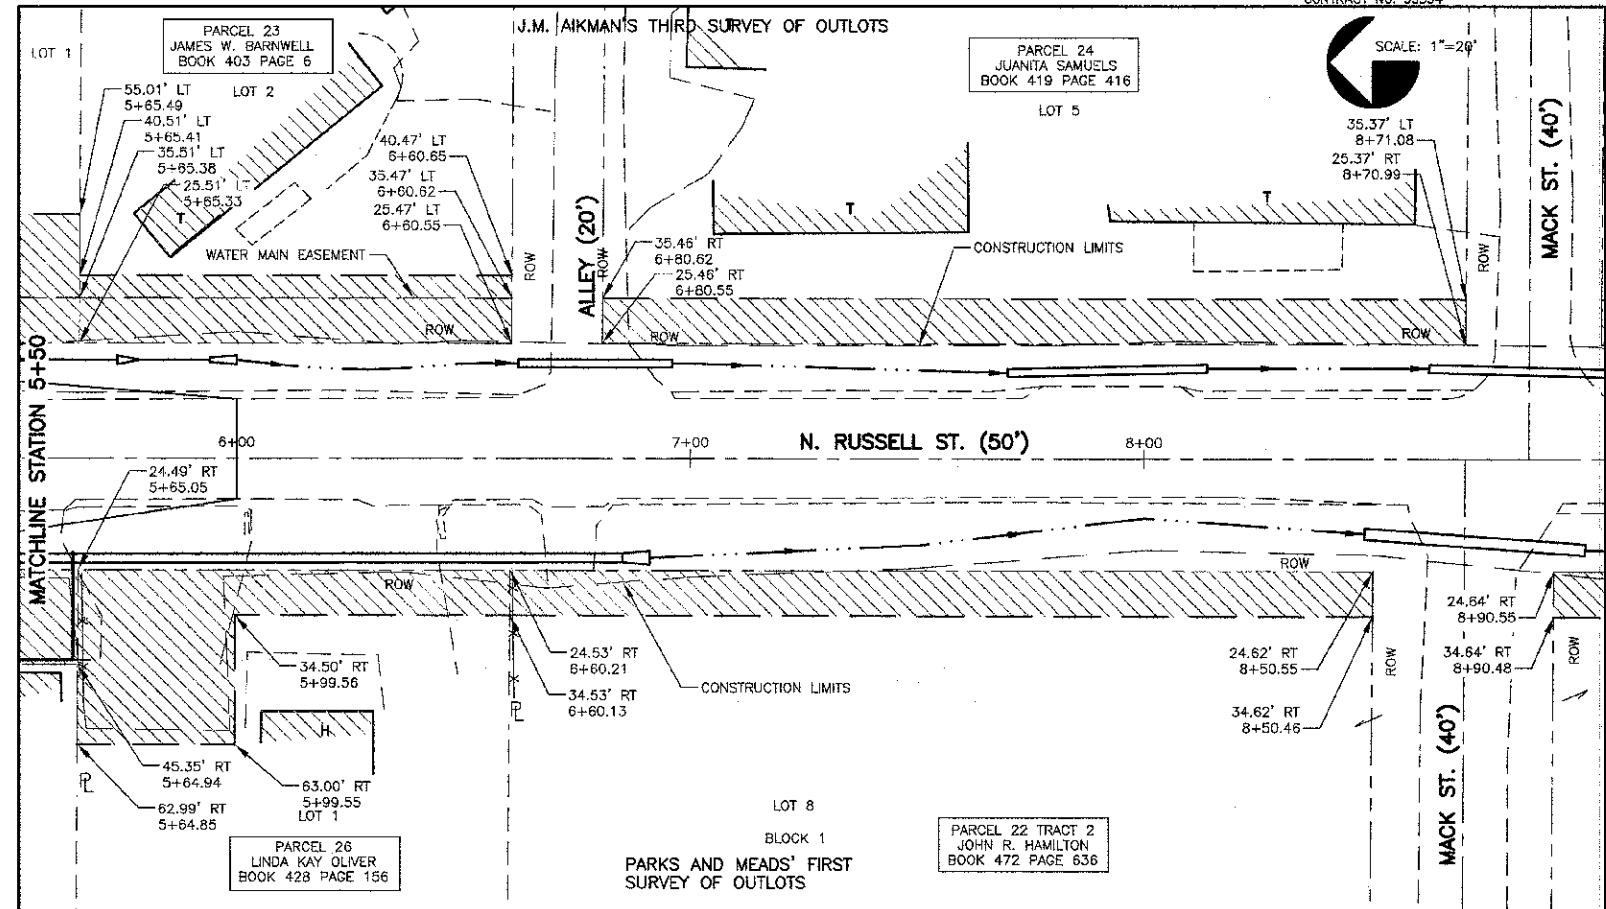 J.M. AIKMAN'S THIRD SURVEY OF OUTLOTS
LOT 1
PARCEL 23
JAMES W. BARNWELL
BOOK 403 PAGE 6
LOT 2
PARCEL 24
JUANITA SAMUELS
BOOK 419 PAGE 416
LOT 5
SCALE: 1"=20'
MACK ST. (40')
55.01' LT
5+65.49
40.51' LT
5+65.41
35.51' LT
5+65.38
25.51' LT
5+65.33
40.47' LT
6+60.65
35.47' LT
6+60.62
25.47' LT
6+60.55
35.37' LT
8+71.08
25.37' RT
8+70.99
T
T
T
T
WATER MAIN EASEMENT
ROW
ALLEY (20')
ROW
35.46' RT
6+80.62
25.46' RT
6+80.55
CONSTRUCTION LIMITS
ROW
ROW
ROW
ROW
MATCHLINE STATION 5+50
6+00
7+00
N. RUSSELL ST. (50')
8+00
24.49' RT
5+65.05
ROW
ROW
34.50' RT
5+99.56
24.53' RT
6+60.21
34.53' RT
6+60.13
CONSTRUCTION LIMITS
24.62' RT
8+50.55
34.62' RT
8+50.46
ROW
24.64' RT
8+90.55
34.64' RT
8+90.48
ROW
MACK ST. (40')
H
PL
PL
45.35' RT
5+64.94
62.99' RT
5+64.85
63.00' RT
5+99.55
LOT 1
PARCEL 26
LINDA KAY OLIVER
BOOK 428 PAGE 156
LOT 8
BLOCK 1
PARKS AND MEADS' FIRST
SURVEY OF OUTLOTS
PARCEL 22 TRACT 2
JOHN R. HAMILTON
BOOK 472 PAGE 636